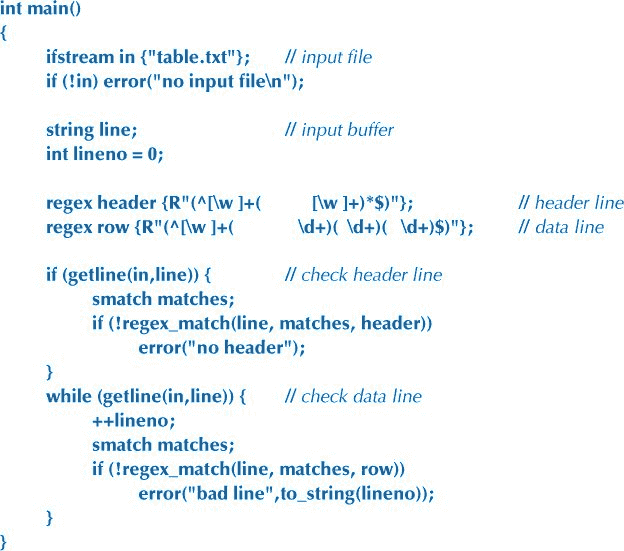 int main()
{
ifstream in {"table.txt"}; // input file
if (!in) error("no input file\n");
string line; // input buffer
int lineno = 0;
regex header {R"(^[\w ]+( [\w ]+)*$)"}; // header line
regex row {R"(^[\w ]+( \d+)( \d+)( \d+)$)"}; // data line
if (getline(in,line)) { // check header line
smatch matches;
if (!regex_match(line, matches, header))
error("no header");
}
while (getline(in,line)) { // check data line
++lineno;
smatch matches;
if (!regex_match(line, matches, row))
error("bad line",to_string(lineno));
}
}